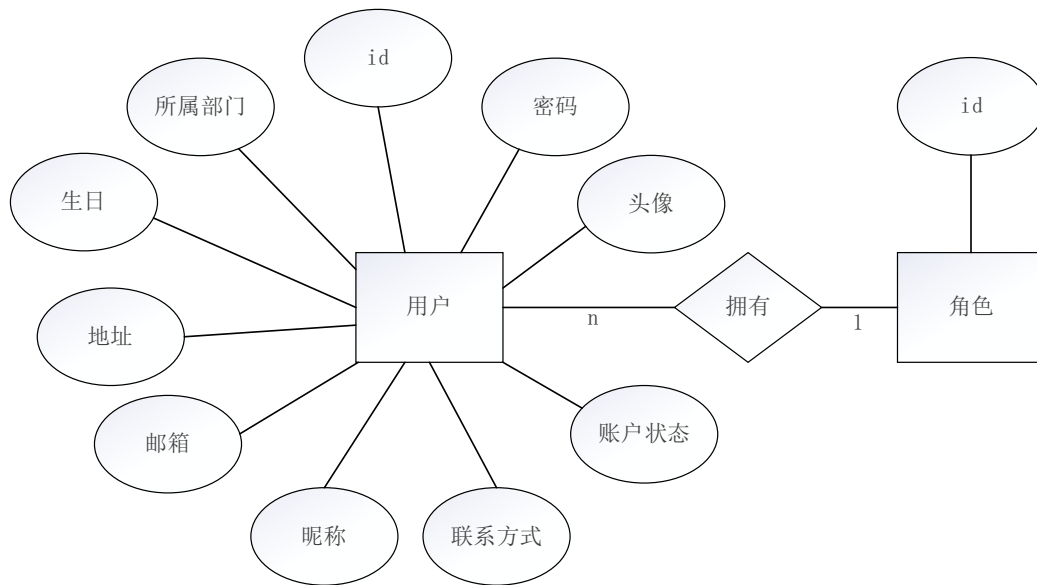 id
所属部门
密码
id
生日
头像
用户
拥有
角色
n
1
地址
邮箱
账户状态
昵称
联系方式